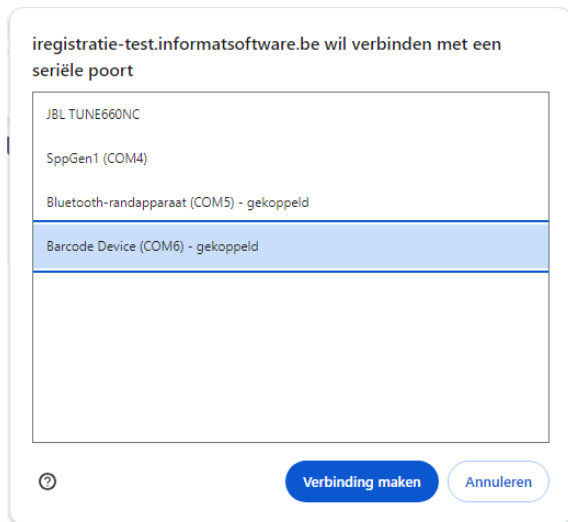 iregistratie-test.informatsoftware.be wil verbinden met een
seriële poort
JBL TUNE660NC
SppGen1 (COM4)
Bluetooth-randapparaat (COM5) - gekoppeld
Barcode Device (COM6) - gekoppeld
Verbinding maken
Annuleren